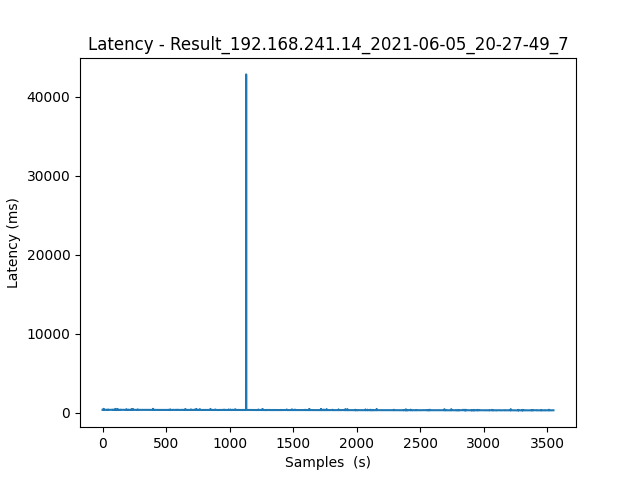 Latency - Result_192.168.241.14_2021-06-05_20-27-49_7
40000
30000
20000
10000
0
Latency (ms)
0 500 1000 1500 2000 2500 3000 3500
Samples  (s)